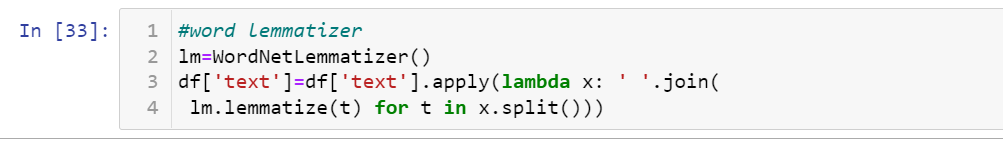 In [33]:
1 #word lemmatizer
2 lm=WordNetLemmatizer()
3 df['text']=df['text'].apply(lambda x: ' '.join(
4  lm.lemmatize(t) for t in x.split()))